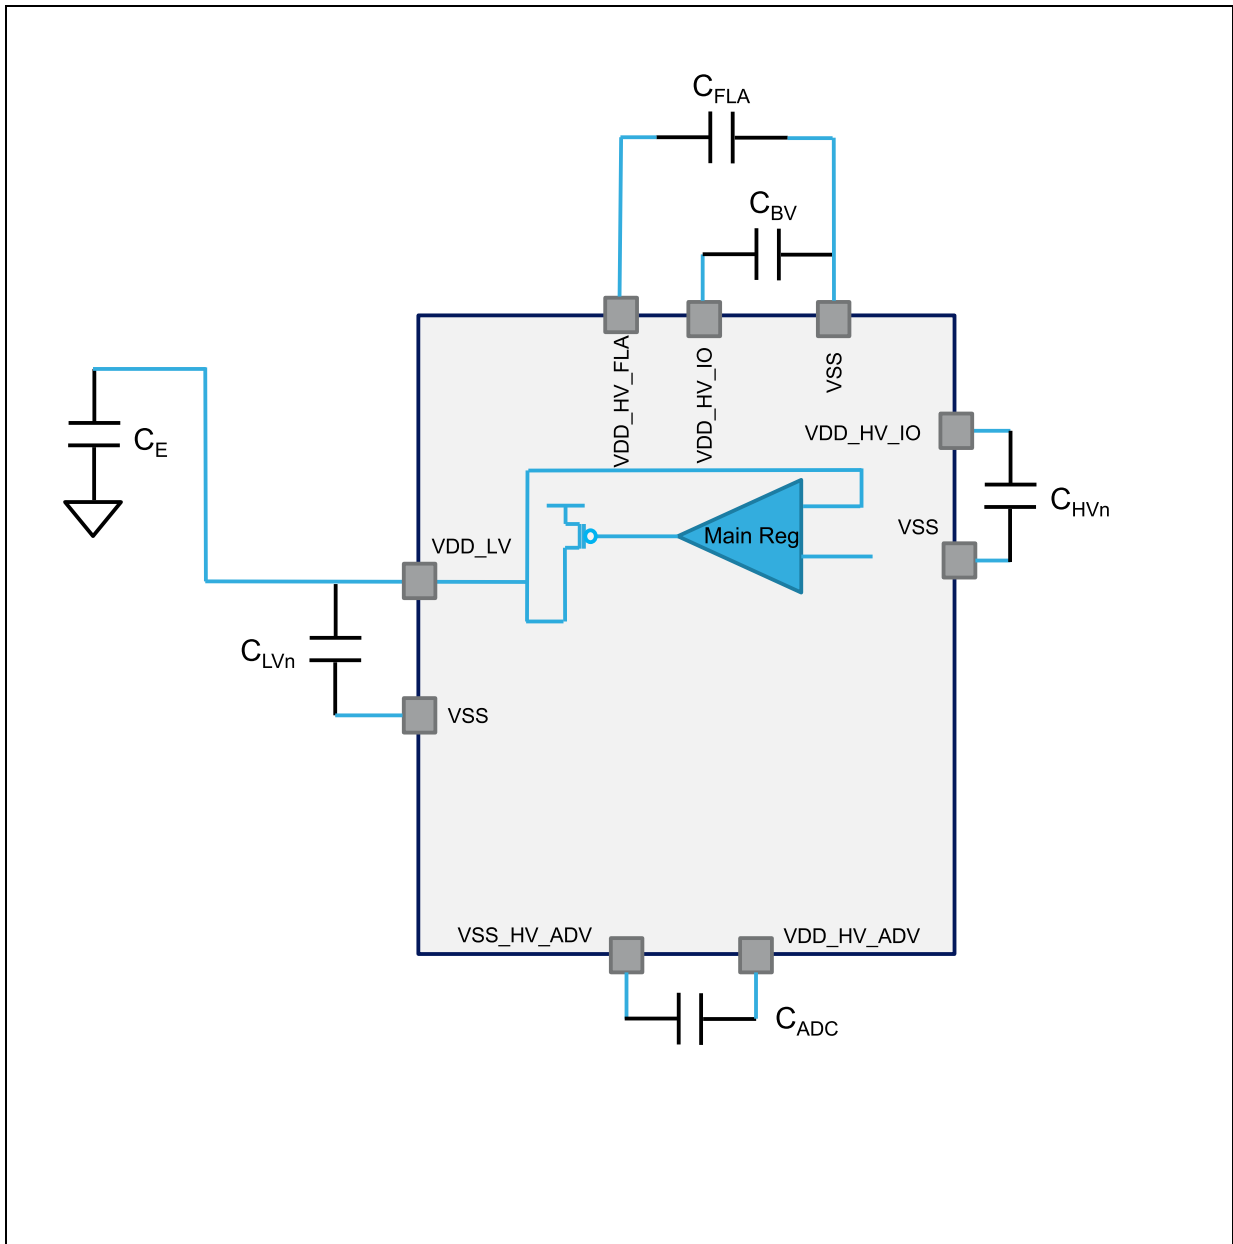 CFLA
CBV
VDD_HV_FLA
VDD_HV_IO
VSS
CE
VDD_HV_IO
CHVn
VSS
Main Reg
VDD_LV
CLVn
VSS
VSS_HV_ADV
VDD_HV_ADV
CADC